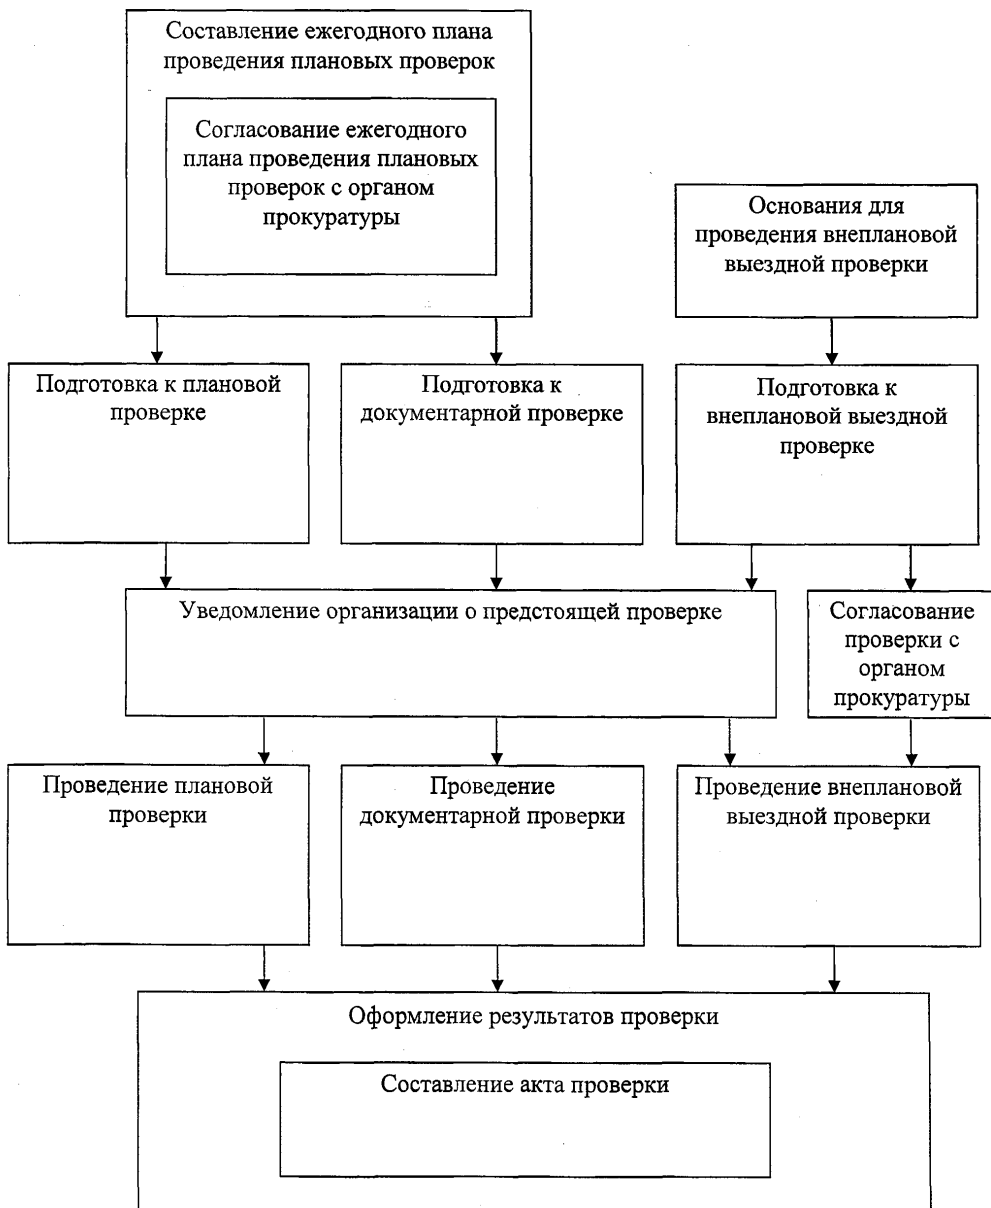 Составление ежегодного плана
проведения плановых проверок
Согласование ежегодного
плана проведения плановых
проверок с органом
прокуратуры
Основания для
проведения внеплановой
выездной проверки
Подготовка к плановой
проверке
Подготовка к
документарной проверке
Подготовка к
внеплановой выездной
проверке
Уведомление организации о предстоящей проверке
Согласование
проверки с
органом
прокуратуры
Проведение плановой
проверки
Проведение
документарной проверки
Проведение внеплановой
выездной проверки
Оформление результатов проверки
Составление акта проверки